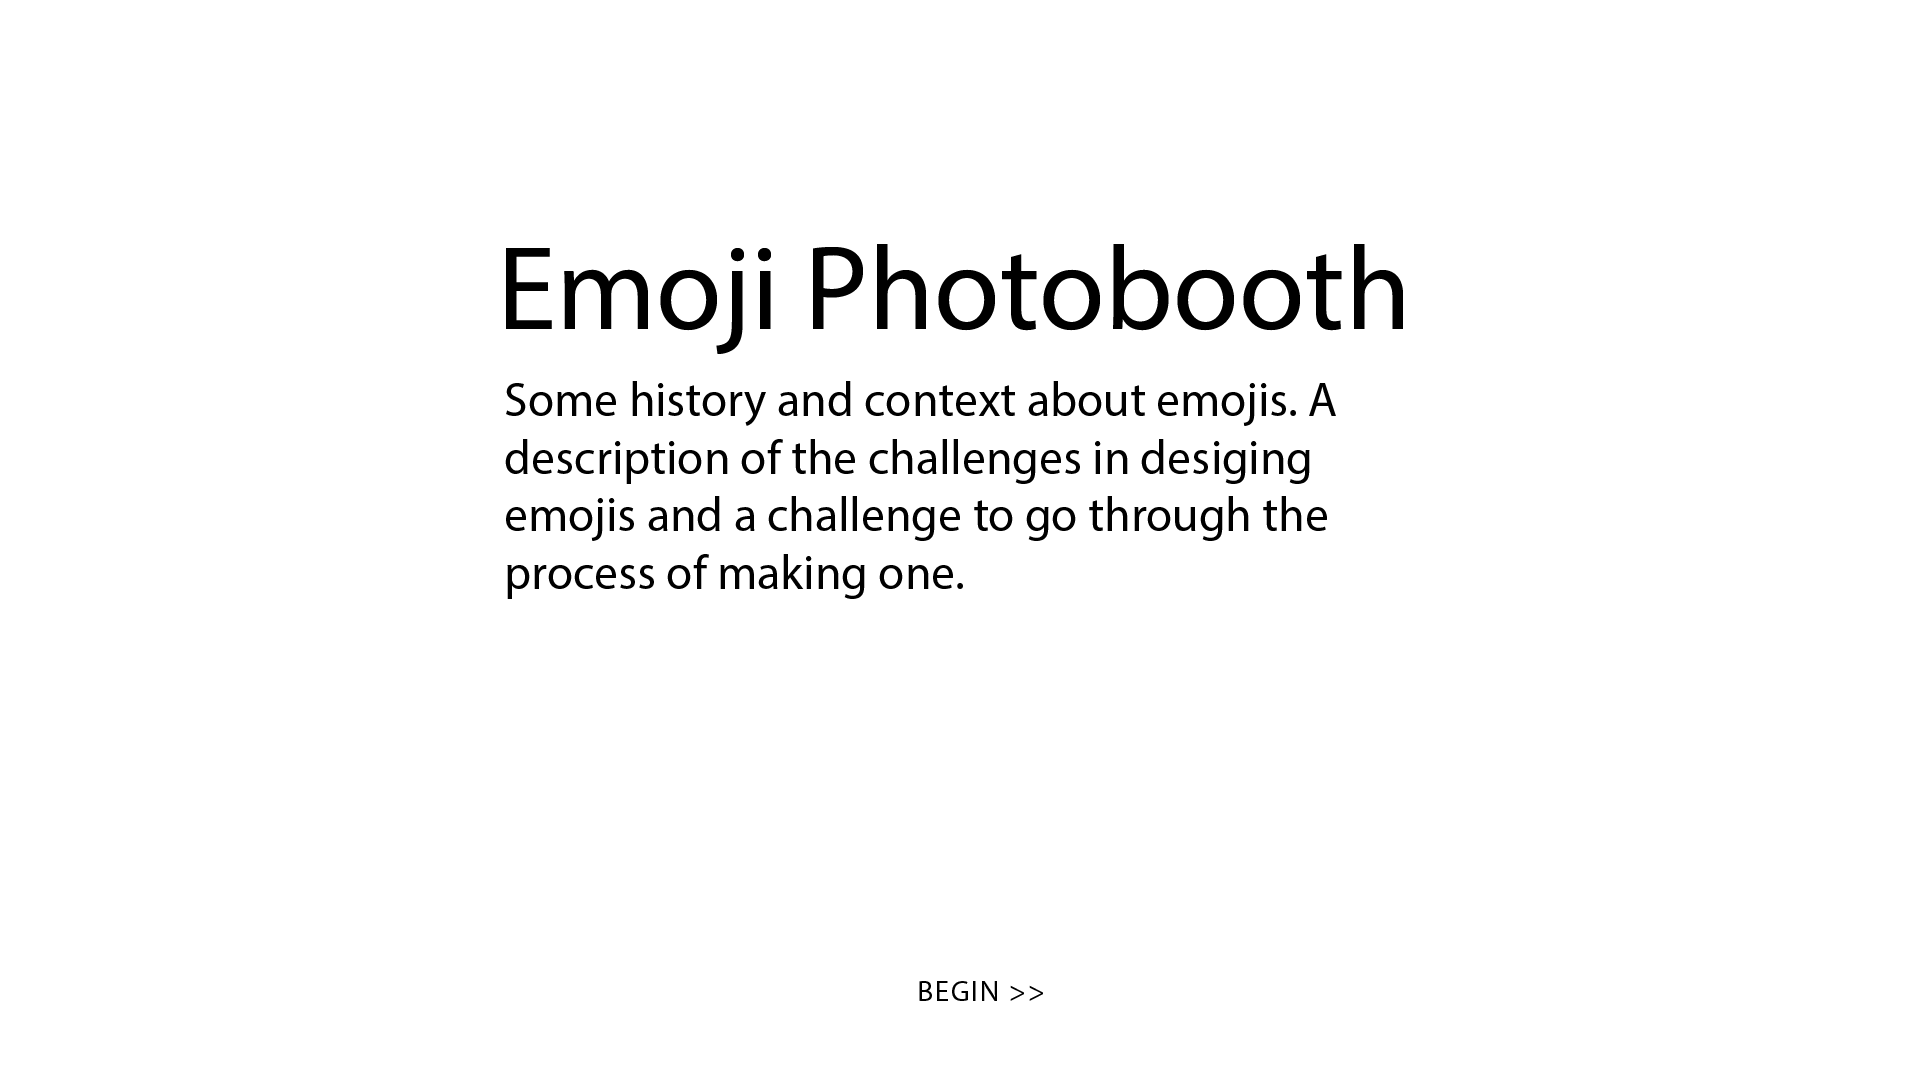 Emoji Photobooth
Some history and context about emojis. A
description of the challenges in desiging
emojis and a challenge to go through the
process of making one.
BEGIN >>